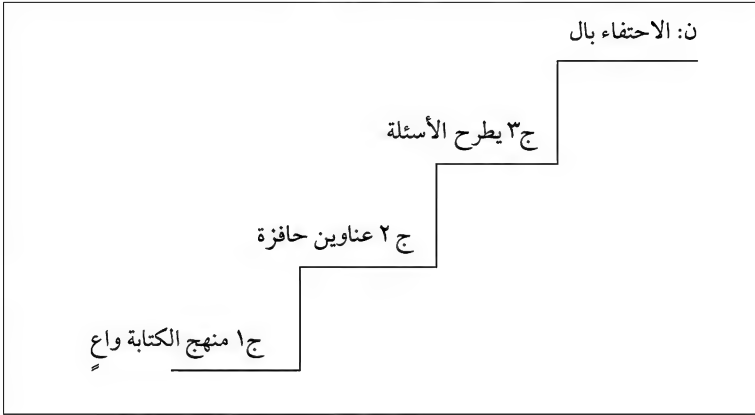 ن: الاحتفاء بال
ج٣ يطرح الأسئلة
ج ٢ عناوين حافزة
ج١ منهج الكتابة واعٍ